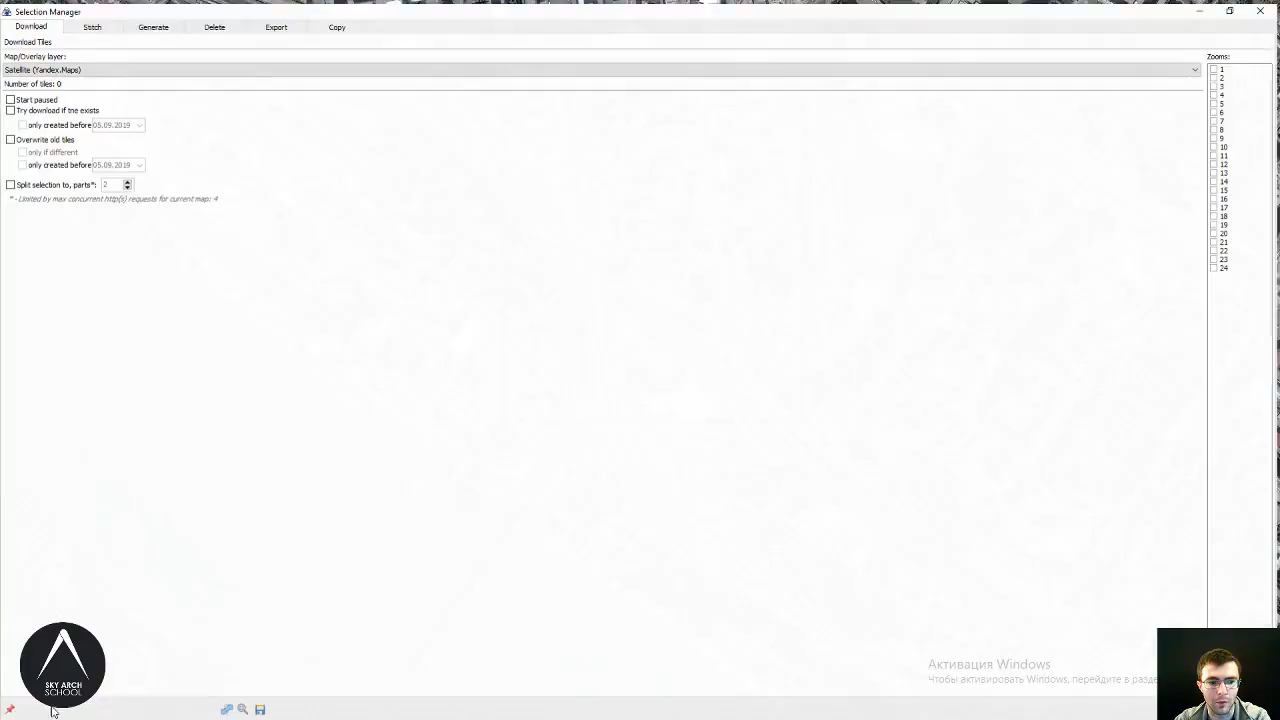 Selection Manager
Download Stitch Generate Delete Export Copy
Download Tiles
Map/Overlay layer:
Satellite (Yandex.Maps)
Number of tiles: 0
Start paused
Try download if tne exists
only created before 05.09.2019
Overwrite old tiles
only if different
only created before 05.09.2019
Split selection to, parts*: 2
* - Limited by max concurrent http(s) requests for current map: 4
Zooms:
1
2
3
4
5
6
7
8
9
10
11
12
13
14
15
16
17
18
19
20
21
22
23
24
SKY ARCH
SCHOOL
Активация Windows
Чтобы активировать Windows, перейдите в